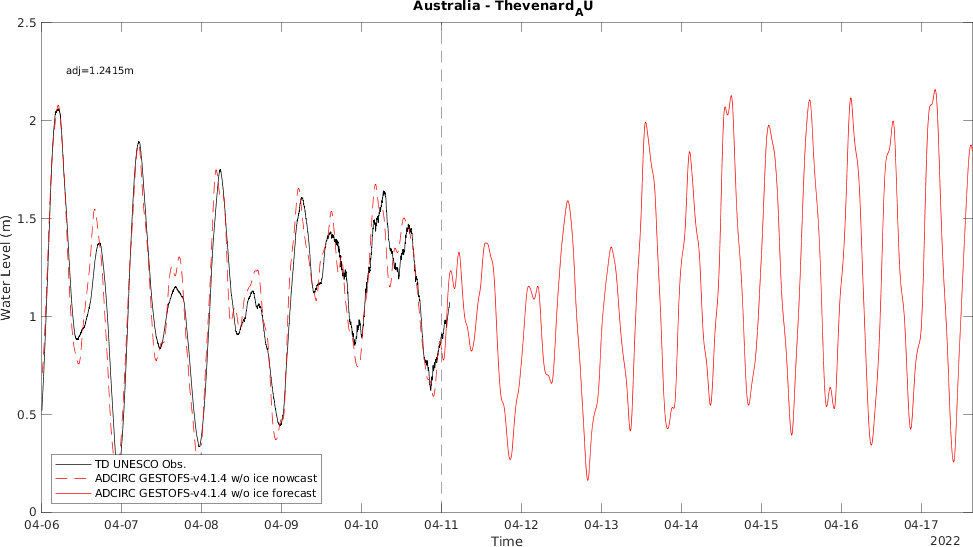 Australia - Thevenard_AU
2.5
adj=1.2415m
2
1.5
Water Level (m)
1
0.5
TD UNESCO Obs.
ADCIRC GESTOFS-v4.1.4 w/o ice nowcast
ADCIRC GESTOFS-v4.1.4 w/o ice forecast
0
04-06 04-07 04-08 04-09 04-10 04-11 04-12 04-13 04-14 04-15 04-16 04-17
Time
2022